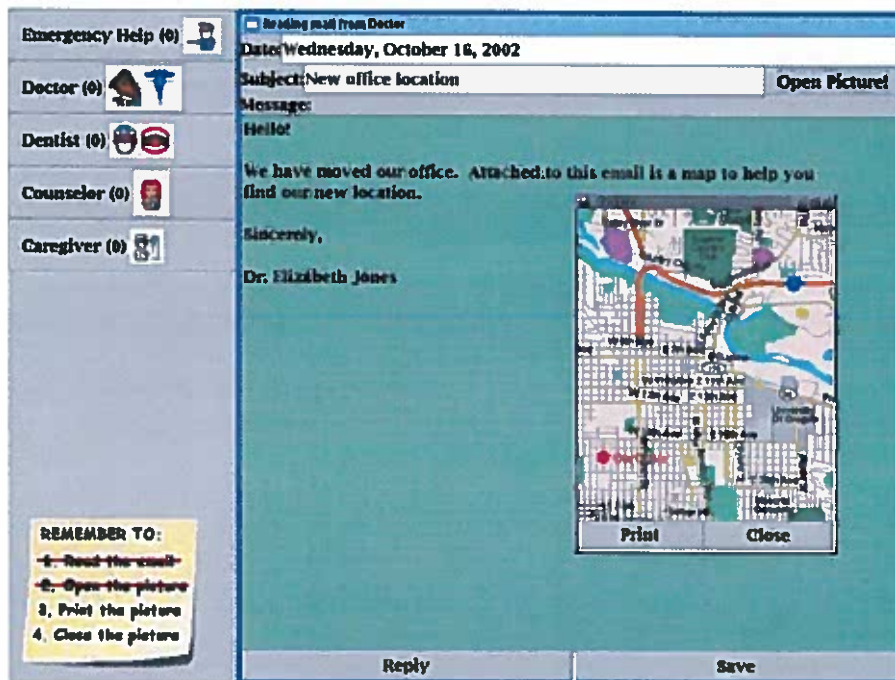 Emergency Help (0)
Doctor (0)
Dentist (0)
Counselor (0)
Caregiver (0)
REMEMBER TO:
1. Read the email
2. Open the picture
3. Print the picture
4. Close the picture
Reading mail from Doctor
Date: Wednesday, October 16, 2002
Subject: New office location
Open Picture!
Message:
Hello!
We have moved our office. Attached to this email is a map to help you
find our new location.
Sincerely,
Dr. Elizabeth Jones
University
Of Oregon
Print
Close
Reply
Save